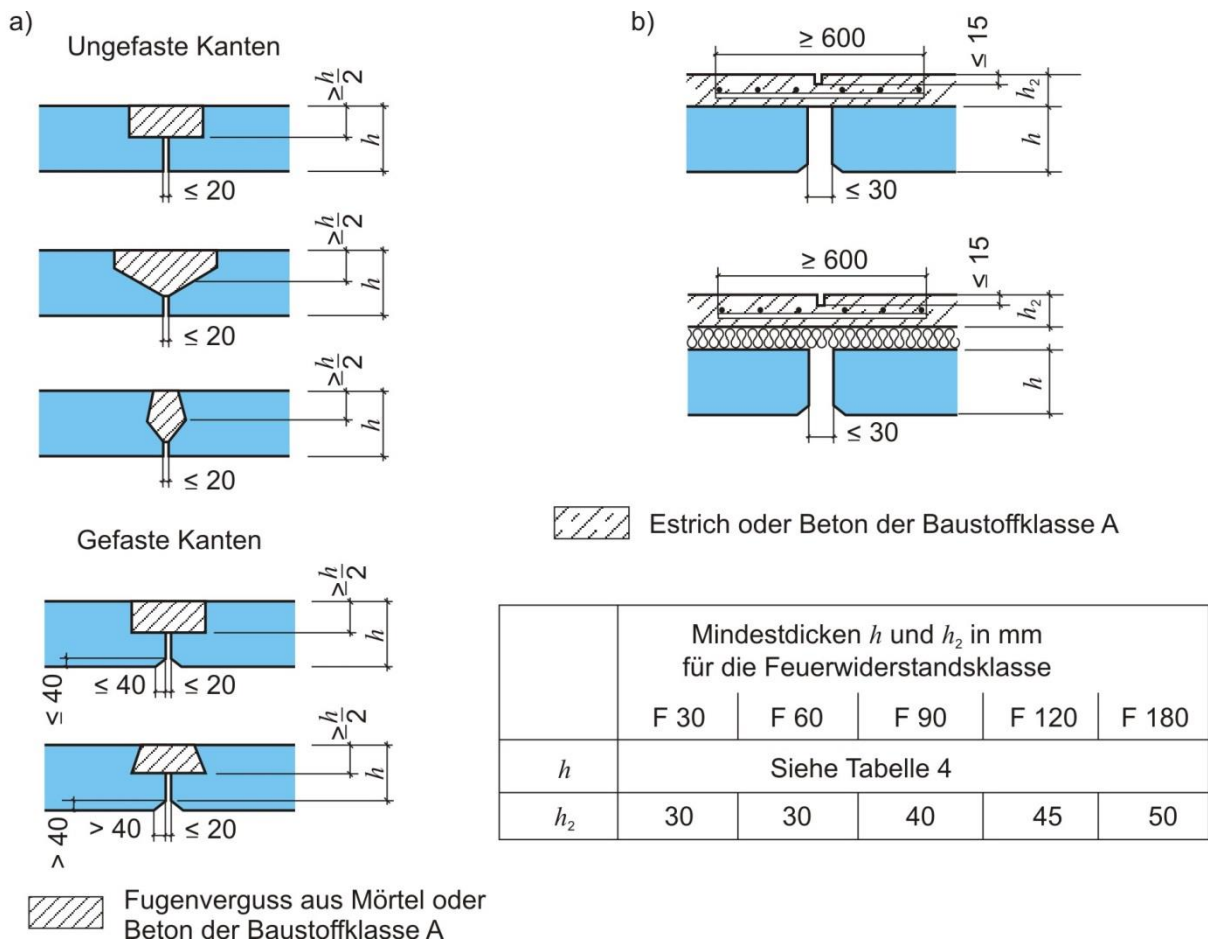 a)
Ungefaste Kanten
≥ h/2
h
≤ 20
≥ h/2
h
≤ 20
≥ h/2
h
≤ 20
Gefaste Kanten
≥ h/2
h
≤ 40
≤ 40
≤ 20
≥ h/2
h
> 40
> 40
≤ 20
Fugenverguss aus Mörtel oder
Beton der Baustoffklasse A
b)
≥ 600
≤ 15
h₂
h
≤ 30
≥ 600
≤ 15
h₂
h
≤ 30
Estrich oder Beton der Baustoffklasse A
Mindestdicken h und h₂ in mm
für die Feuerwiderstandsklasse
F 30 F 60 F 90 F 120 F 180
h Siehe Tabelle 4
h₂ 30 30 40 45 50